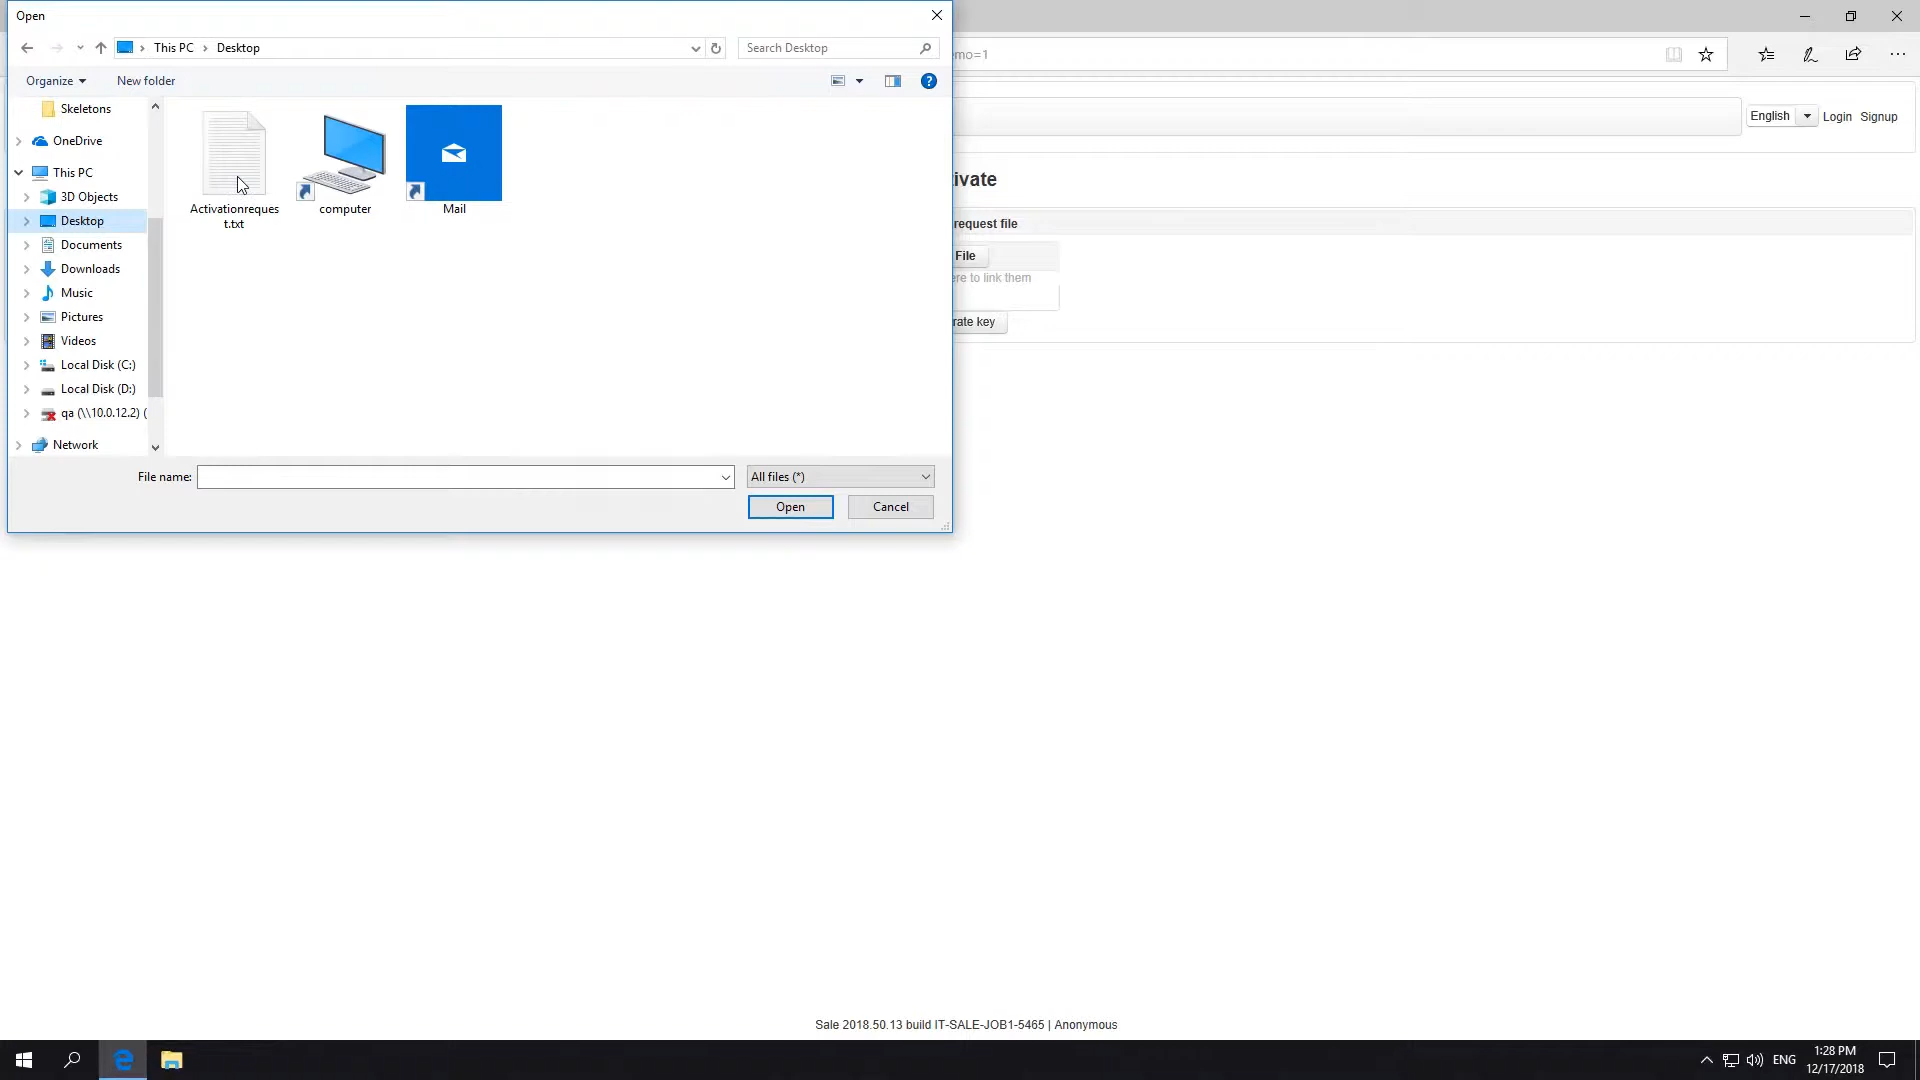 Open
This PC
Desktop
Search Desktop
emo=1
Organize
New folder
English
Login
Signup
Skeletons
OneDrive
This PC
3D Objects
Desktop
Documents
Downloads
Music
Pictures
Videos
Local Disk (C:)
Local Disk (D:)
qa (\\10.0.12.2) (
Network
Activationreques
t.txt
computer
Mail
ivate
request file
File
ere to link them
rate key
File name:
All files (*)
Open
Cancel
Sale 2018.50.13 build IT-SALE-JOB1-5465 | Anonymous
ENG
1:28 PM
12/17/2018